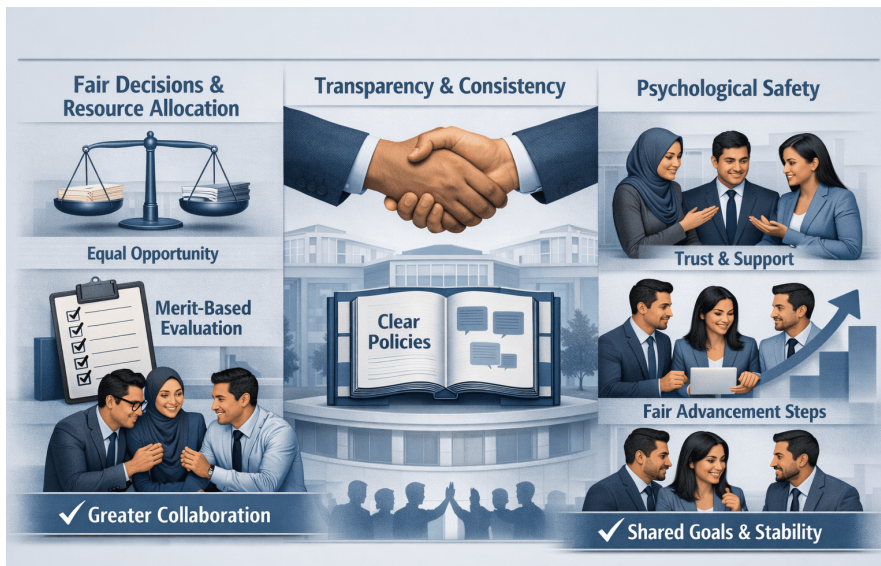 Fair Decisions &
Resource Allocation
Equal Opportunity
Merit-Based
Evaluation
✓ Greater Collaboration
Transparency & Consistency
Clear
Policies
Psychological Safety
Trust & Support
Fair Advancement Steps
✓ Shared Goals & Stability